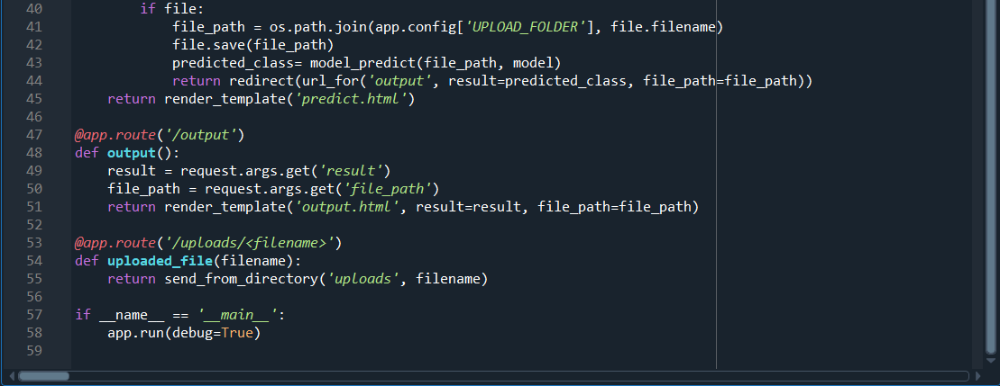 40         if file:
41             file_path = os.path.join(app.config['UPLOAD_FOLDER'], file.filename)
42             file.save(file_path)
43             predicted_class= model_predict(file_path, model)
44             return redirect(url_for('output', result=predicted_class, file_path=file_path))
45     return render_template('predict.html')
46
47 @app.route('/output')
48 def output():
49     result = request.args.get('result')
50     file_path = request.args.get('file_path')
51     return render_template('output.html', result=result, file_path=file_path)
52
53 @app.route('/uploads/<filename>')
54 def uploaded_file(filename):
55     return send_from_directory('uploads', filename)
56
57 if __name__ == '__main__':
58     app.run(debug=True)
59